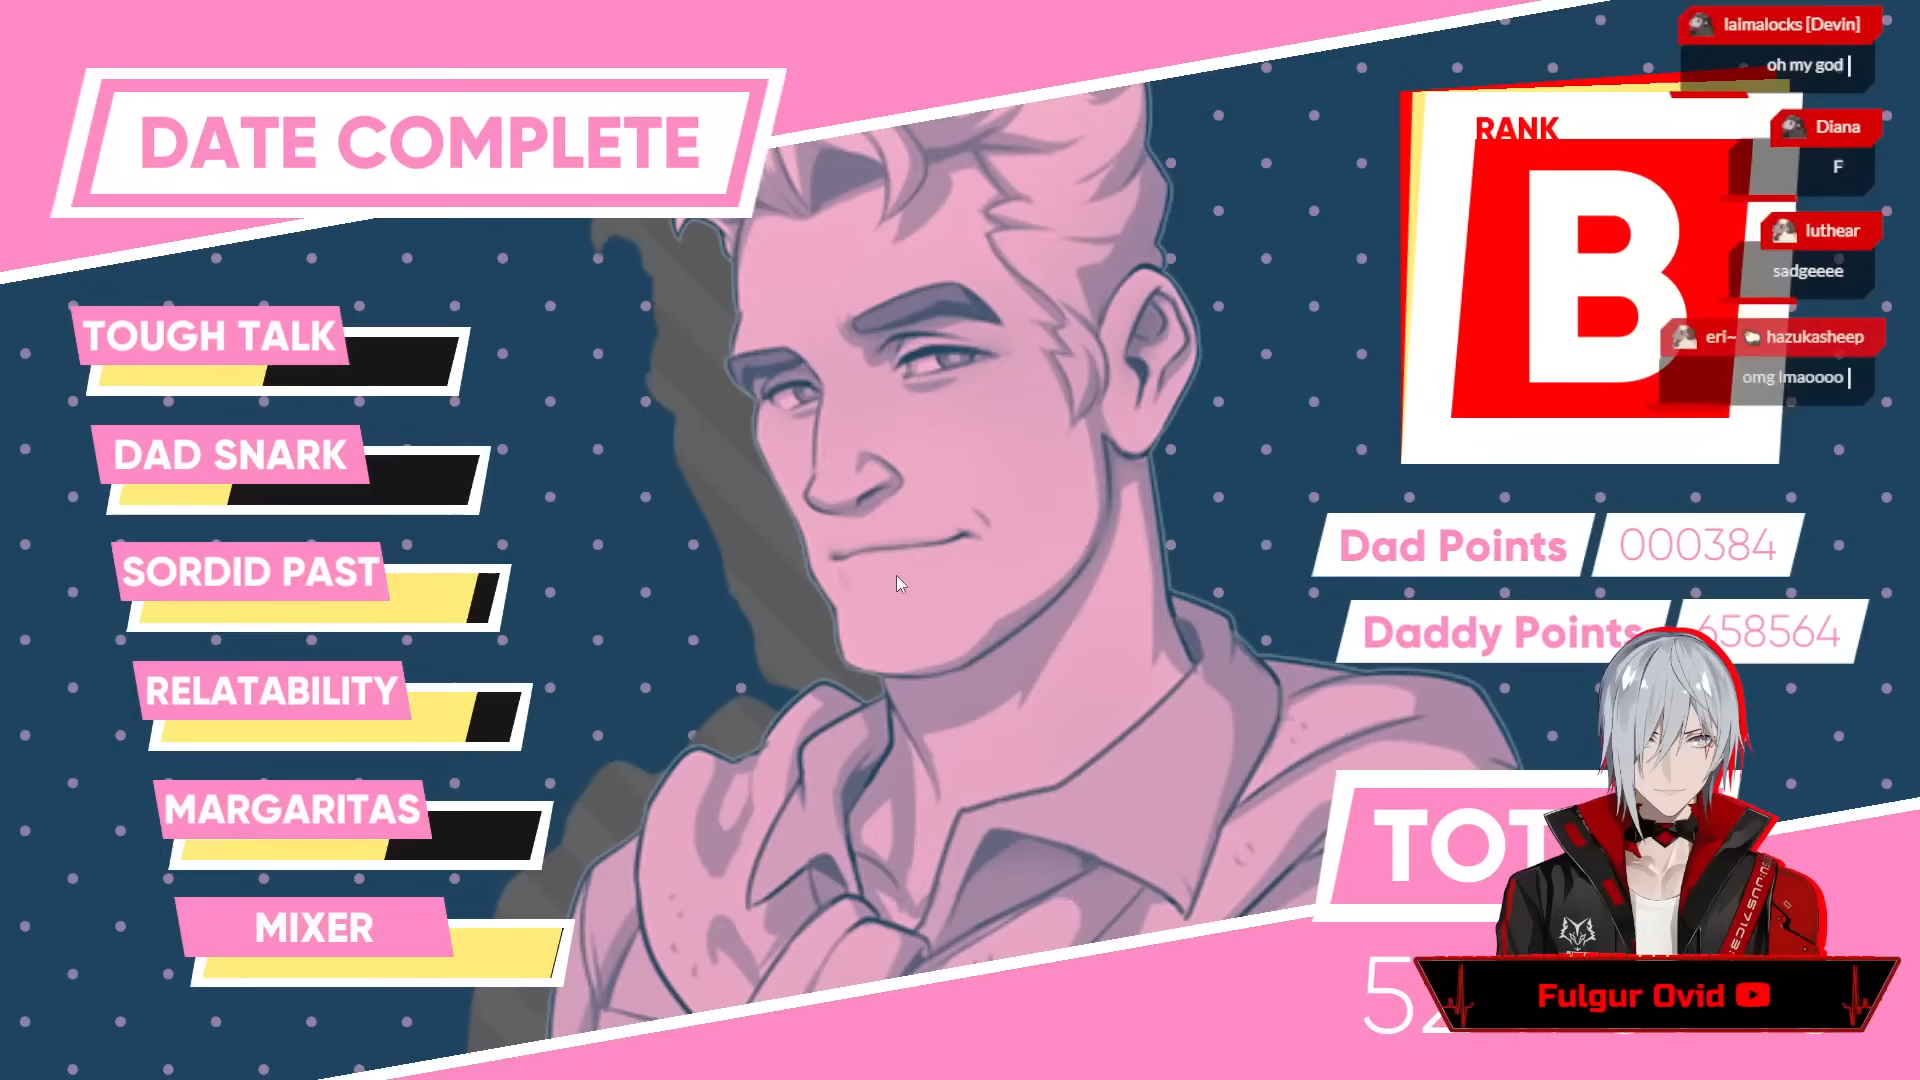 DATE COMPLETE
TOUGH TALK
DAD SNARK
SORDID PAST
RELATABILITY
MARGARITAS
MIXER
RANK
B
Dad Points 000384
Daddy Points 658564
TOT
52
laimalocks [Devin]
oh my god
Diana
F
luthear
sadgeeee
eri~ hazukasheep
omg lmaoooo
Fulgur Ovid